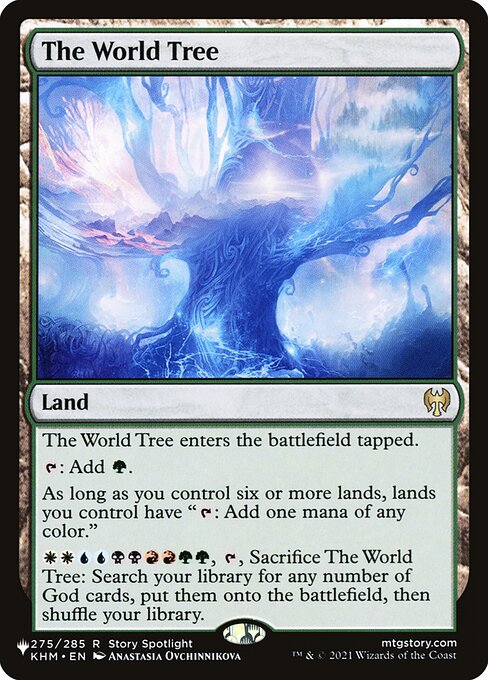 The World Tree
Land
The World Tree enters the battlefield tapped.
: Add .
As long as you control six or more lands, lands
you control have “: Add one mana of any
color.”
, , Sacrifice The World
Tree: Search your library for any number of
God cards, put them onto the battlefield, then
shuffle your library.
275/285 R Story Spotlight mtgstory.com
KHM • EN Anastasia Ovchinnikova ™ & © 2021 Wizards of the Coast